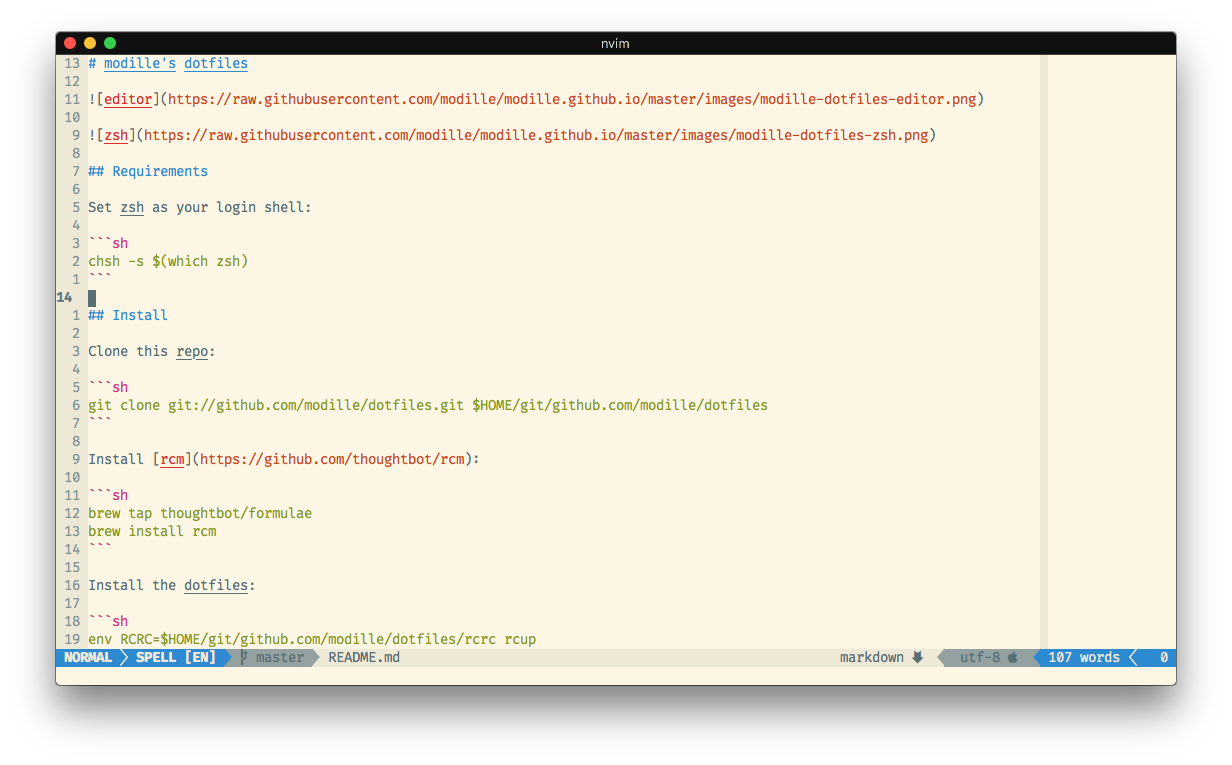 nvim
13 # modille's dotfiles
12
11 ![editor](https://raw.githubusercontent.com/modille/modille.github.io/master/images/modille-dotfiles-editor.png)
10
9 ![zsh](https://raw.githubusercontent.com/modille/modille.github.io/master/images/modille-dotfiles-zsh.png)
8
7 ## Requirements
6
5 Set zsh as your login shell:
4
3 ```sh
2 chsh -s $(which zsh)
1 ```
14
1 ## Install
2
3 Clone this repo:
4
5 ```sh
6 git clone git://github.com/modille/dotfiles.git $HOME/git/github.com/modille/dotfiles
7 ```
8
9 Install [rcm](https://github.com/thoughtbot/rcm):
10
11 ```sh
12 brew tap thoughtbot/formulae
13 brew install rcm
14 ```
15
16 Install the dotfiles:
17
18 ```sh
19 env RCRC=$HOME/git/github.com/modille/dotfiles/rcrc rcup
NORMAL SPELL [EN] master README.md markdown utf-8 107 words 0